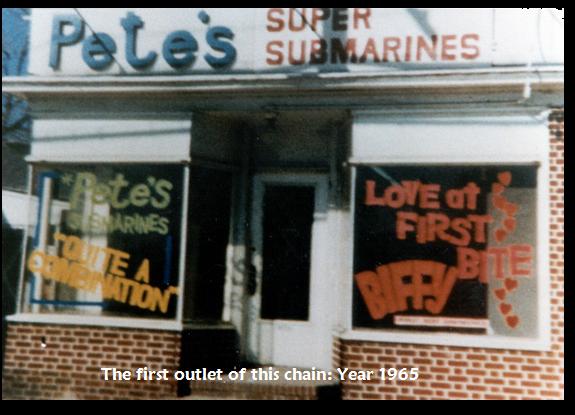 Pete's SUPER
SUBMARINES
"Pete's
SUBMARINES
"QUITE A
COMBINATION"
LOVE at
FIRST
BITE
BIFFY
The first outlet of this chain: Year 1965